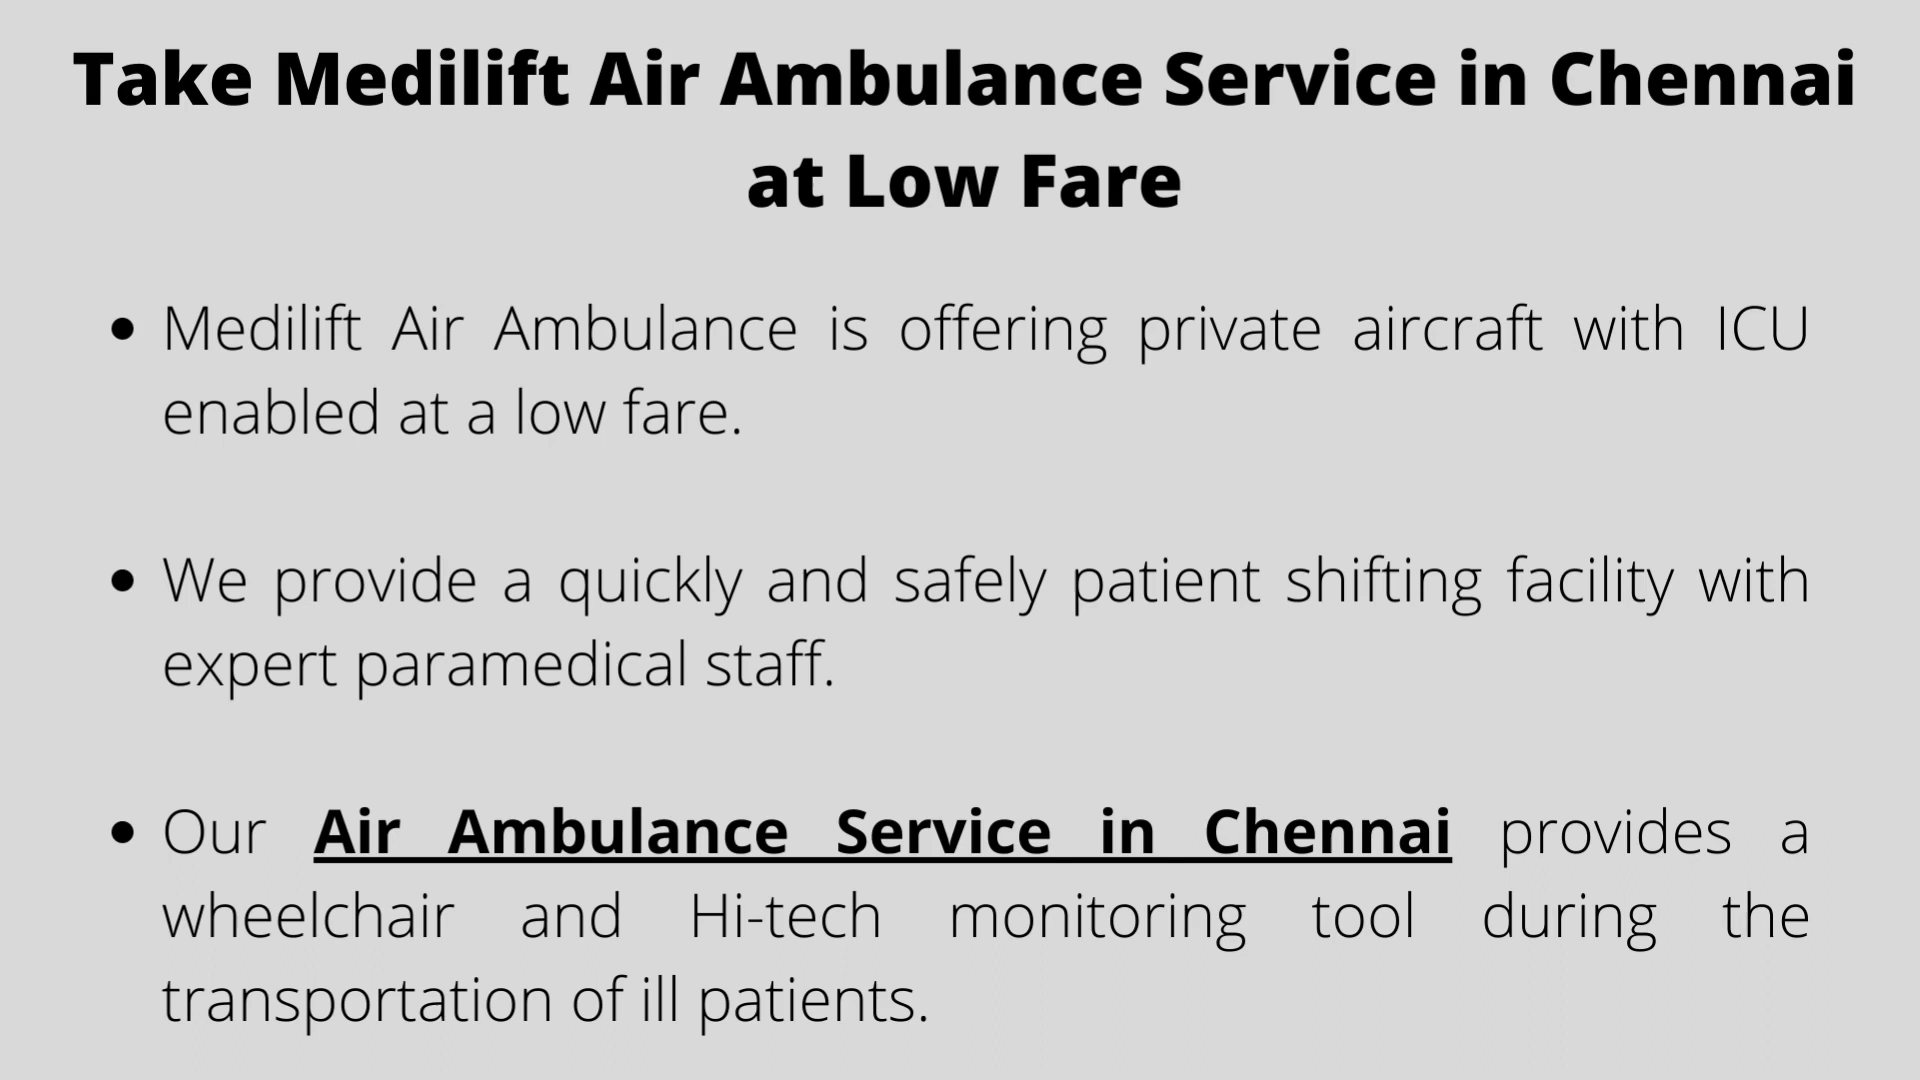 Take Medilift Air Ambulance Service in Chennai
at Low Fare
• Medilift Air Ambulance is offering private aircraft with ICU
enabled at a low fare.
• We provide a quickly and safely patient shifting facility with
expert paramedical staff.
• Our Air Ambulance Service in Chennai provides a
wheelchair and Hi-tech monitoring tool during the
transportation of ill patients.